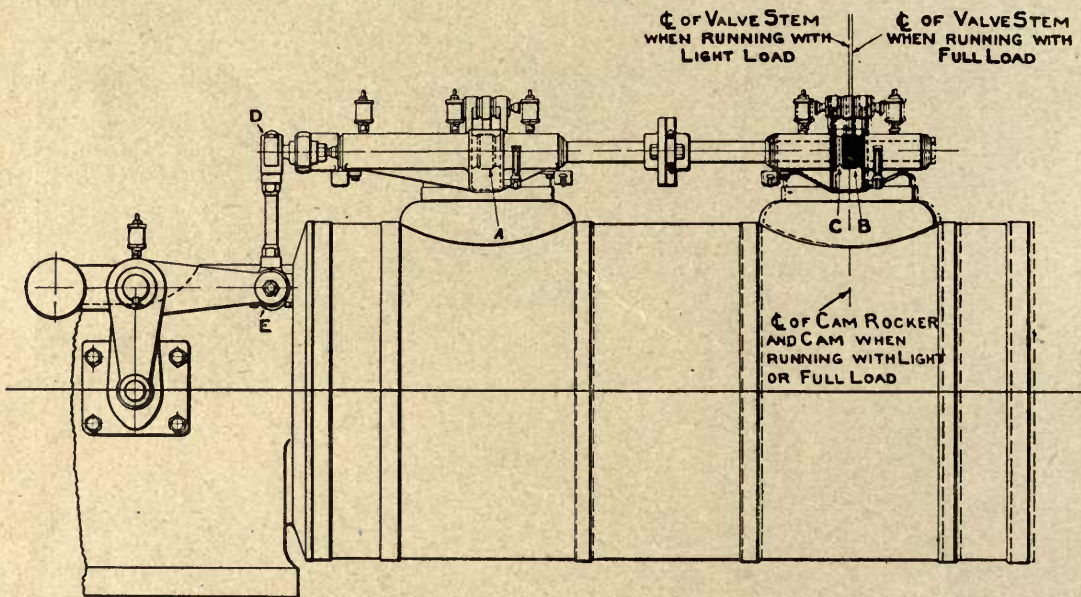 ℄ OF VALVE STEM
WHEN RUNNING WITH
LIGHT LOAD
℄ OF VALVE STEM
WHEN RUNNING WITH
FULL LOAD
D
A
C B
E
℄ OF CAM ROCKER
AND CAM WHEN
RUNNING WITH LIGHT
OR FULL LOAD